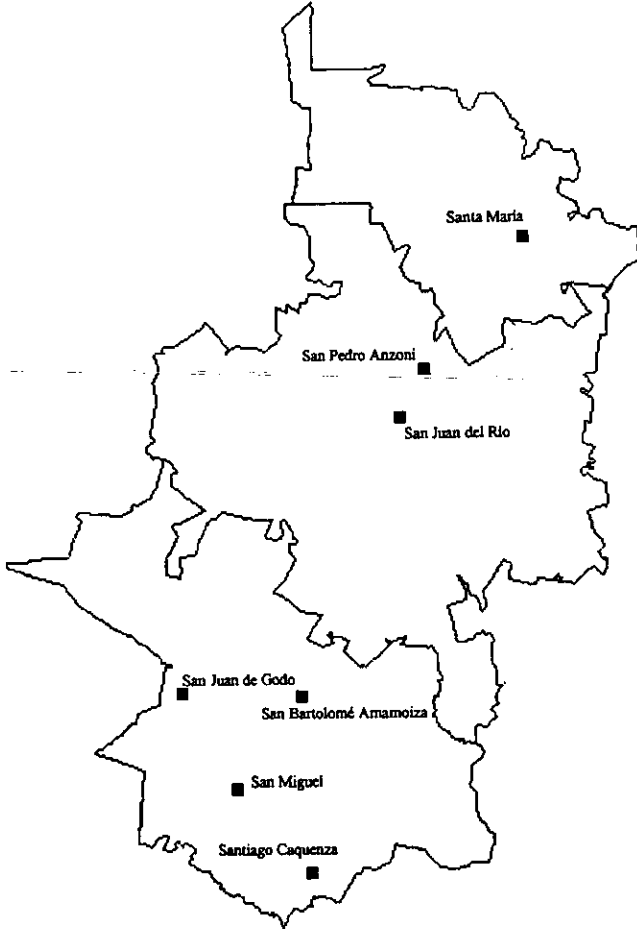 Santa María
San Pedro Anzoni
San Juan del Rio
San Juan de Godo
San Bartolomé Amamoiza
San Miguel
Santiago Caquenza